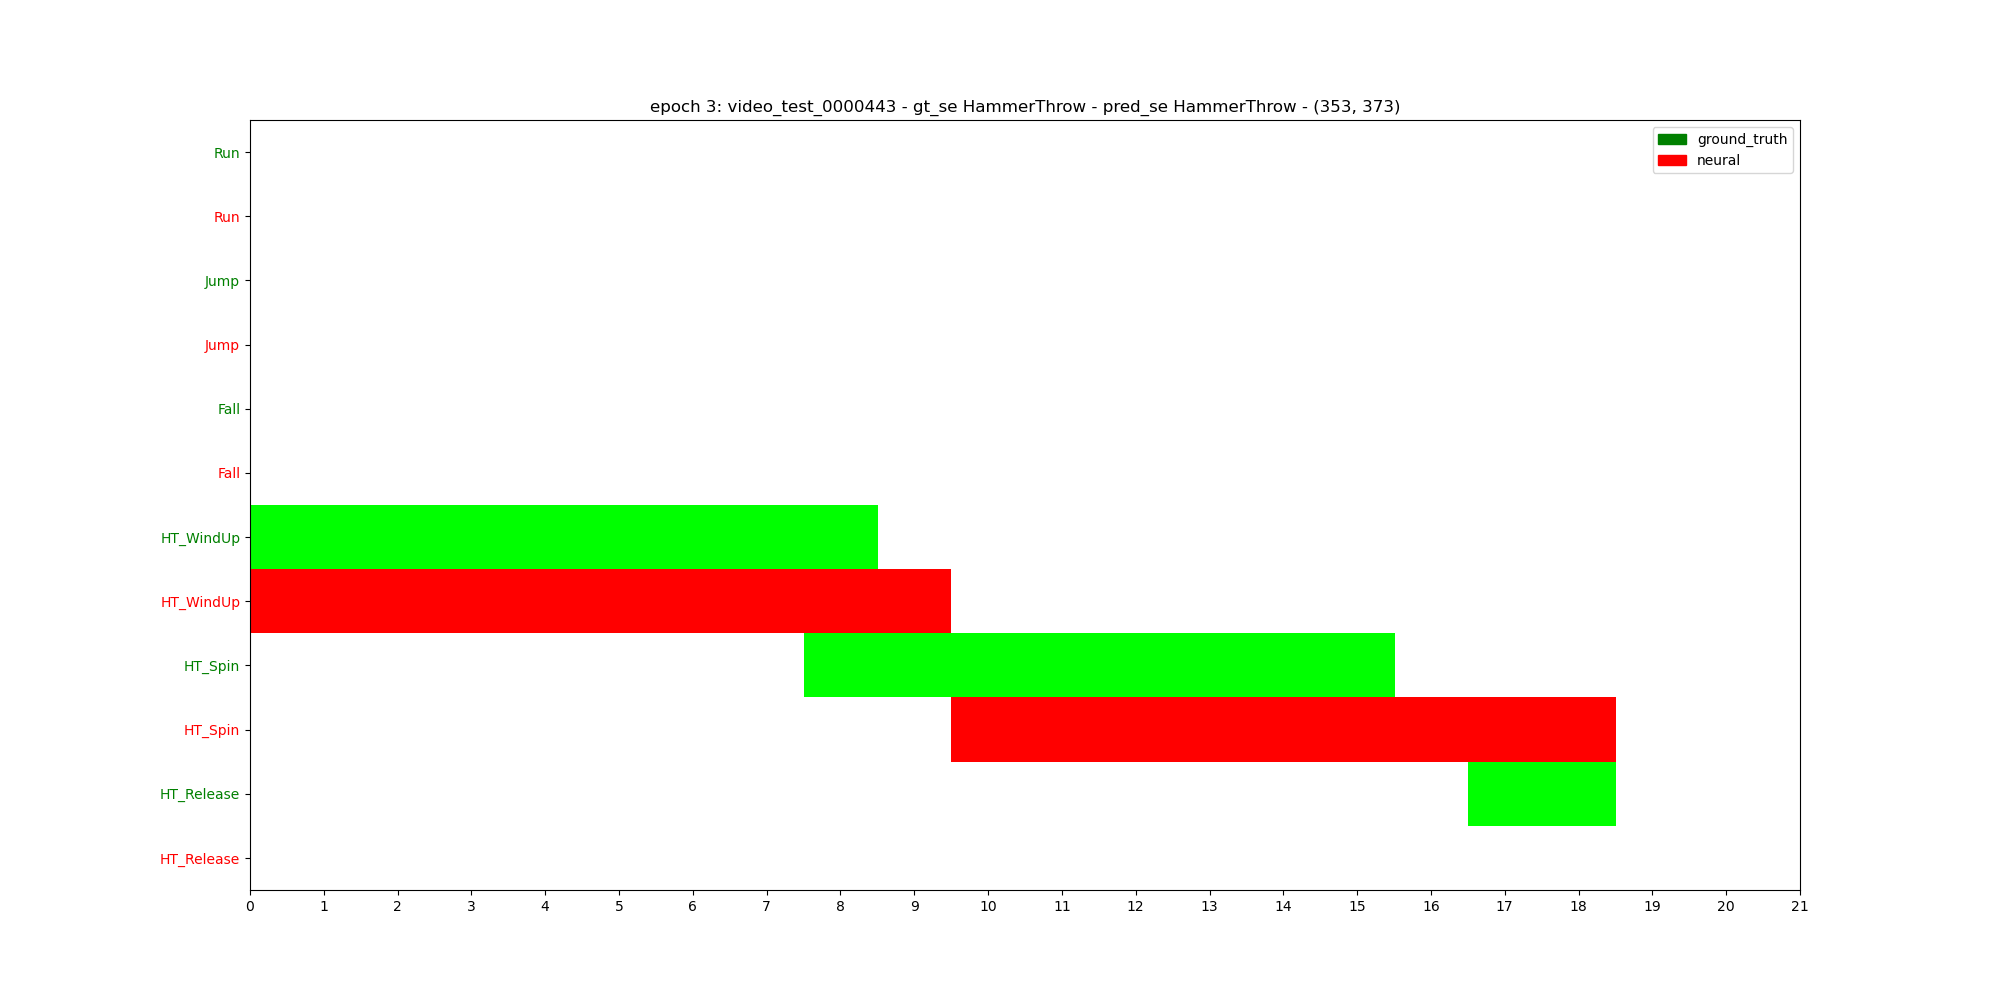 epoch 3: video_test_0000443 - gt_se HammerThrow - pred_se HammerThrow - (353, 373)
ground_truth
neural
Run
Run
Jump
Jump
Fall
Fall
HT_WindUp
HT_WindUp
HT_Spin
HT_Spin
HT_Release
HT_Release
0 1 2 3 4 5 6 7 8 9 10 11 12 13 14 15 16 17 18 19 20 21